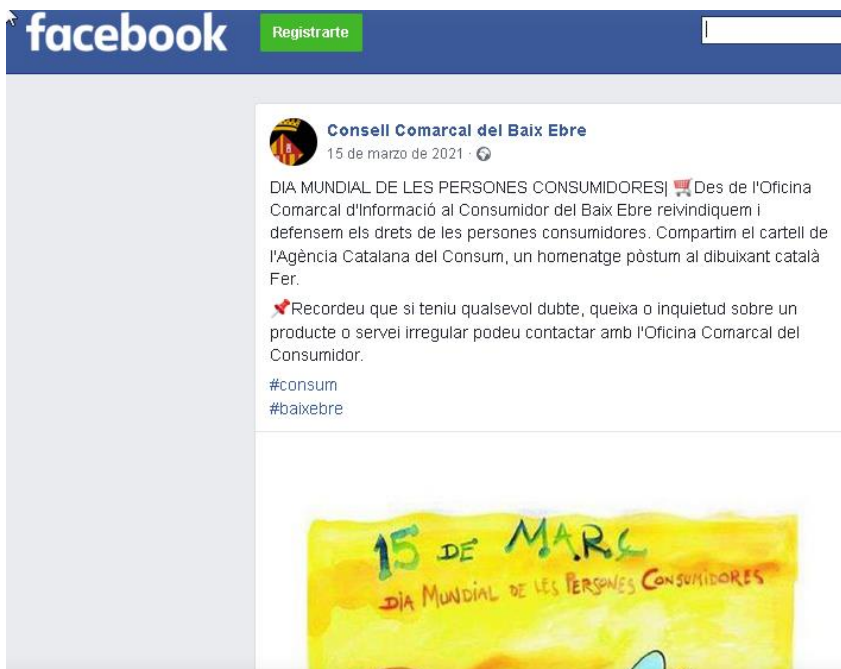 facebook
Registrarte
Consell Comarcal del Baix Ebre
15 de marzo de 2021 ·
DIA MUNDIAL DE LES PERSONES CONSUMIDORES| 🛒Des de l'Oficina
Comarcal d'Informació al Consumidor del Baix Ebre reivindiquem i
defensem els drets de les persones consumidores. Compartim el cartell de
l'Agència Catalana del Consum, un homenatge pòstum al dibuixant català
Fer.
📌Recordeu que si teniu qualsevol dubte, queixa o inquietud sobre un
producte o servei irregular podeu contactar amb l'Oficina Comarcal del
Consumidor.
#consum
#baixebre
15 DE MARÇ
DIA MUNDIAL DE LES PERSONES CONSUMIDORES